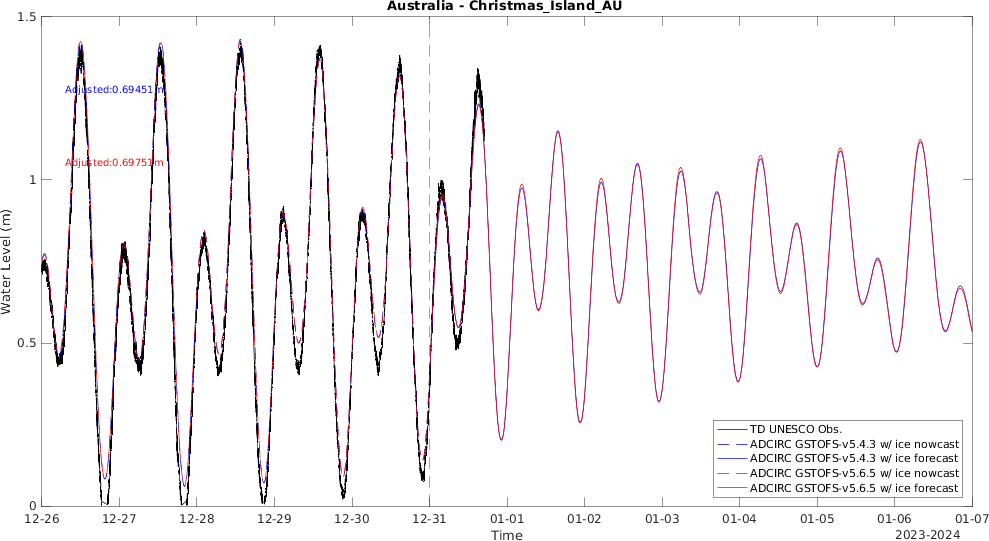 Australia - Christmas_Island_AU
1.5
1
0.5
0
Water Level (m)
Adjusted:0.69451m
Adjusted:0.69751m
TD UNESCO Obs.
ADCIRC GSTOFS-v5.4.3 w/ ice nowcast
ADCIRC GSTOFS-v5.4.3 w/ ice forecast
ADCIRC GSTOFS-v5.6.5 w/ ice nowcast
ADCIRC GSTOFS-v5.6.5 w/ ice forecast
12-26 12-27 12-28 12-29 12-30 12-31 01-01 01-02 01-03 01-04 01-05 01-06 01-07
Time
2023-2024